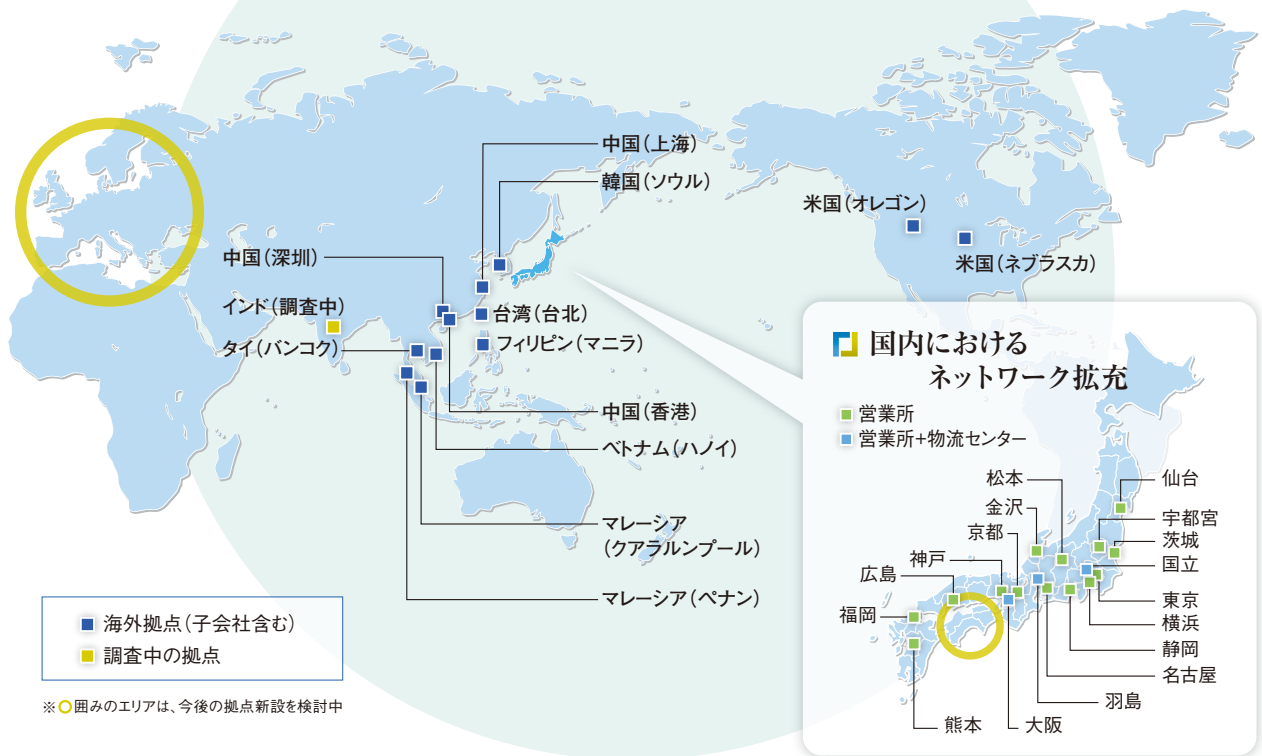 中国(上海)
韓国(ソウル)
米国(オレゴン)
中国(深圳)
米国(ネブラスカ)
インド(調査中)
台湾(台北)
タイ(バンコク)
フィリピン(マニラ)
中国(香港)
ベトナム(ハノイ)
マレーシア
(クアラルンプール)
マレーシア(ペナン)
海外拠点(子会社含む)
調査中の拠点
※○囲みのエリアは、今後の拠点新設を検討中
国内における
ネットワーク拡充
営業所
営業所+物流センター
松本
仙台
金沢
宇都宮
京都
茨城
神戸
国立
広島
東京
福岡
横浜
静岡
名古屋
羽島
熊本
大阪